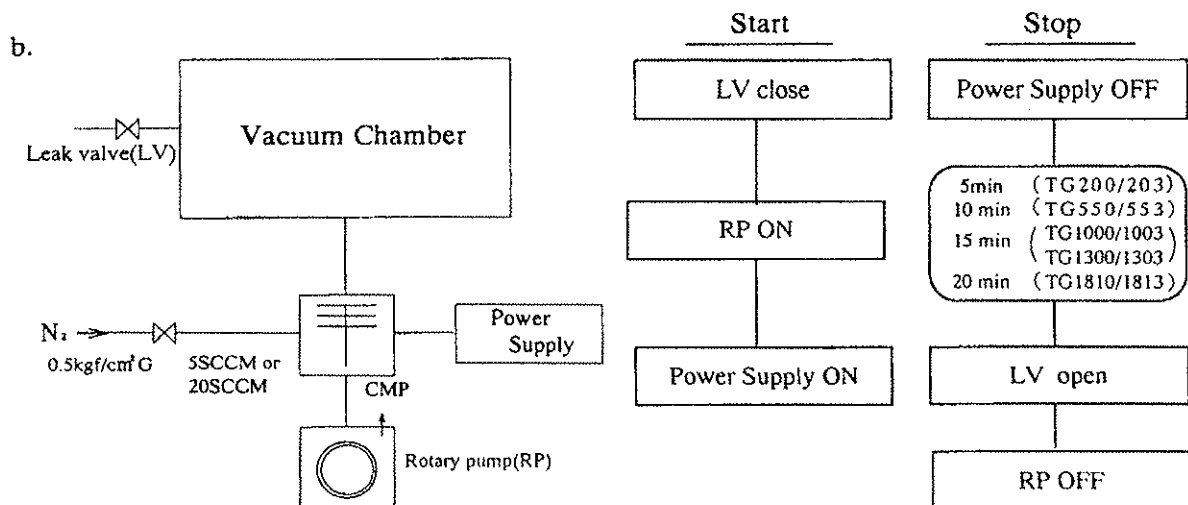 b.
Vacuum Chamber
Leak valve(LV)
N₂
0.5kgf/cm²G
5SCCM or
20SCCM
CMP
Power
Supply
Rotary pump(RP)
Start
LV close
RP ON
Power Supply ON
Stop
Power Supply OFF
5min (TG200/203)
10 min (TG550/553)
15 min (TG1000/1003
TG1300/1303)
20 min (TG1810/1813)
LV open
RP OFF